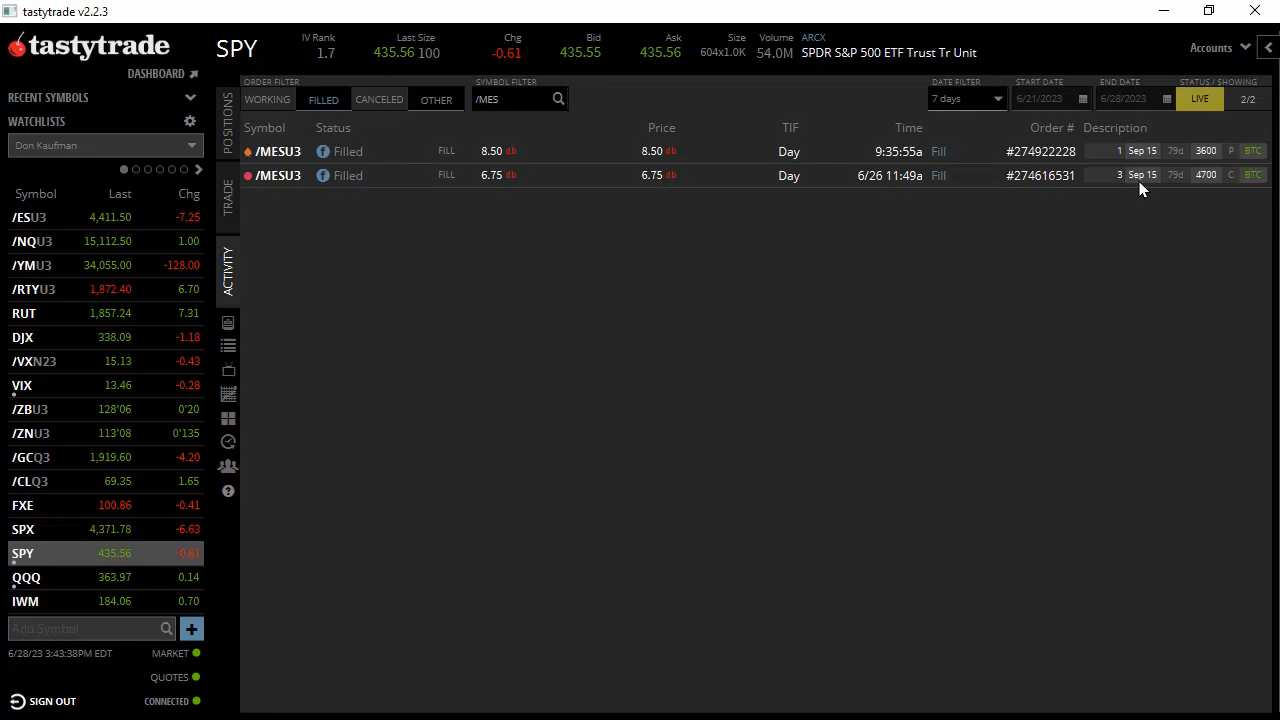 tastytrade v2.2.3
tastytrade
DASHBOARD
RECENT SYMBOLS
WATCHLISTS
Don Kaufman
Symbol Last Chg
/ESU3 4,411.50 -7.25
/NQU3 15,112.50 1.00
/YMU3 34,055.00 -128.00
/RTYU3 1,872.40 6.70
RUT 1,857.24 7.31
DJX 338.09 -1.18
/VXN23 15.13 -0.43
VIX 13.46 -0.28
/ZBU3 128'06 0'20
/ZNU3 113'08 0'135
/GCQ3 1,919.60 -4.20
/CLQ3 69.35 1.65
FXE 100.86 -0.41
SPX 4,371.78 -6.63
SPY 435.56 -0.61
QQQ 363.97 0.14
IWM 184.06 0.70
Add Symbol
6/28/23 3:43:38PM EDT MARKET
QUOTES
SIGN OUT CONNECTED
SPY
IV Rank Last Size Chg Bid Ask Size Volume ARCX
1.7 435.56 100 -0.61 435.55 435.56 604x1.0K 54.0M SPDR S&P 500 ETF Trust Tr Unit
Accounts
POSITIONS
TRADE
ACTIVITY
ORDER FILTER SYMBOL FILTER DATE FILTER START DATE END DATE STATUS / SHOWING
WORKING FILLED CANCELED OTHER /MES 7 days 6/21/2023 6/28/2023 LIVE 2/2
Symbol Status Price TIF Time Order # Description
/MESU3 f Filled FILL 8.50 db 8.50 db Day 9:35:55a Fill #274922228 1 Sep 15 79d 3600 P BTC
/MESU3 f Filled FILL 6.75 db 6.75 db Day 6/26 11:49a Fill #274616531 3 Sep 15 79d 4700 C BTC